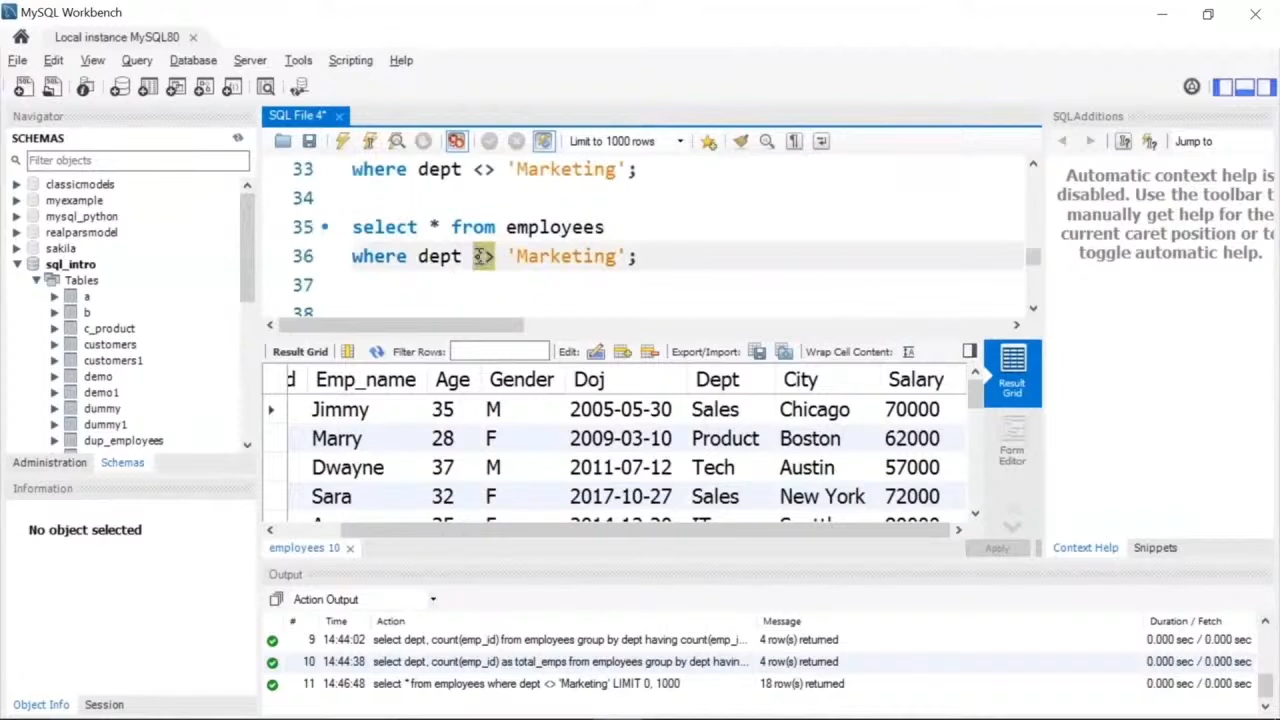 MySQL Workbench
Local instance MySQL80
File Edit View Query Database Server Tools Scripting Help
Navigator
SCHEMAS
Filter objects
classicmodels
myexample
mysql_python
realparsmodel
sakila
sql_intro
Tables
a
b
c_product
customers
customers1
demo
demo1
dummy
dummy1
dup_employees
Administration Schemas
Information
No object selected
Object Info Session
SQL File 4*
Limit to 1000 rows
33 where dept <> 'Marketing';
34
35 select * from employees
36 where dept <> 'Marketing';
37
38
Result Grid Filter Rows: Edit: Export/Import: Wrap Cell Content:
d Emp_name Age Gender Doj Dept City Salary
Jimmy 35 M 2005-05-30 Sales Chicago 70000
Marry 28 F 2009-03-10 Product Boston 62000
Dwayne 37 M 2011-07-12 Tech Austin 57000
Sara 32 F 2017-10-27 Sales New York 72000
Result Grid
Form Editor
employees 10
Apply
Output
Action Output
# Time Action Message Duration / Fetch
9 14:44:02 select dept, count(emp_id) from employees group by dept having count(emp_i... 4 row(s) returned 0.000 sec / 0.000 sec
10 14:44:38 select dept, count(emp_id) as total_emps from employees group by dept havin... 4 row(s) returned 0.000 sec / 0.000 sec
11 14:46:48 select * from employees where dept <> 'Marketing' LIMIT 0, 1000 18 row(s) returned 0.000 sec / 0.000 sec
SQLAdditions
Jump to
Automatic context help is
disabled. Use the toolbar t
manually get help for the
current caret position or to
toggle automatic help.
Context Help Snippets